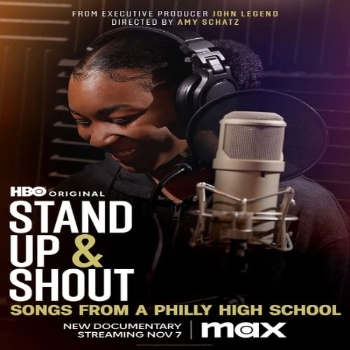 FROM EXECUTIVE PRODUCER JOHN LEGEND
DIRECTED BY AMY SCHATZ
HBO ORIGINAL
STAND
UP &
SHOUT
SONGS FROM A PHILLY HIGH SCHOOL
NEW DOCUMENTARY
STREAMING NOV 7
max